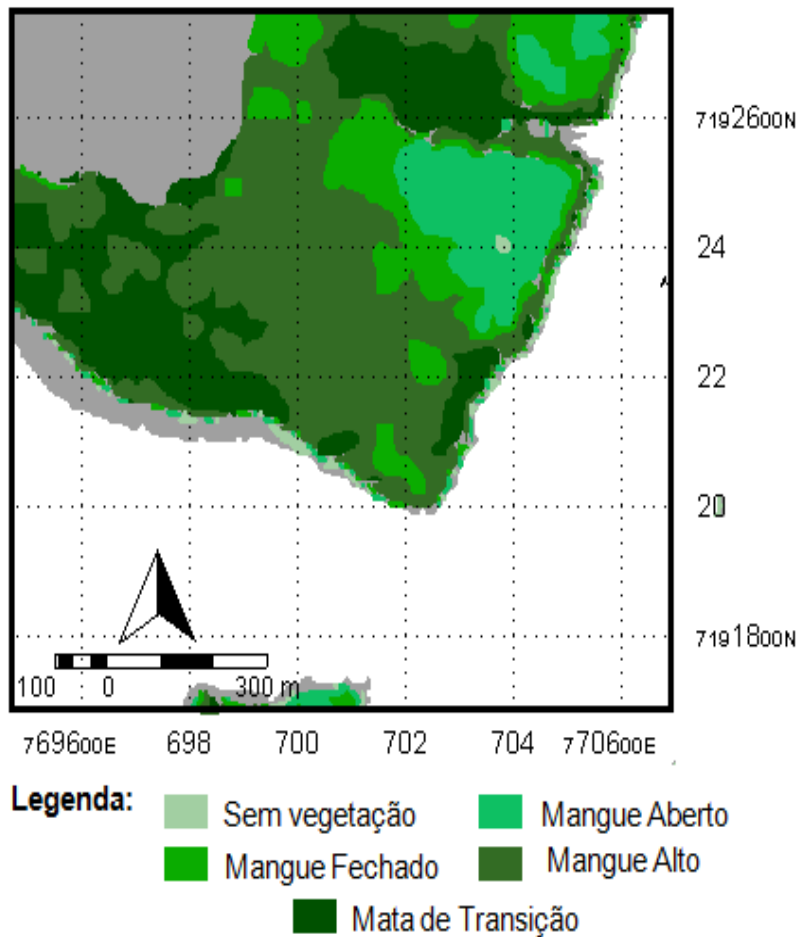 7192600N
24
22
20
7191800N
100 0 300 m
769600E 698 700 702 704 770600E
Legenda:
Sem vegetação Mangue Aberto
Mangue Fechado Mangue Alto
Mata de Transição